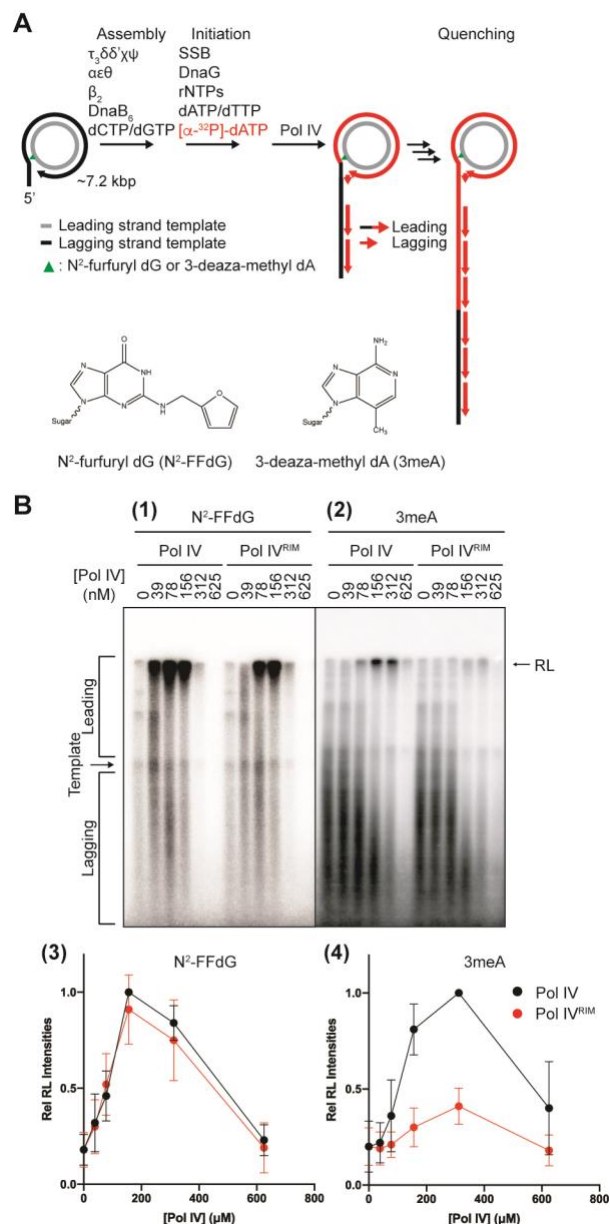 A
Assembly Initiation Quenching
τ₃δδ'χψ SSB
αεθ DnaG
β₂ rNTPs
DnaB₆ dATP/dTTP
dCTP/dGTP [α-³²P]-dATP Pol IV
~7.2 kbp
5'
Leading strand template
Lagging strand template
Leading
Lagging
: N²-furfuryl dG or 3-deaza-methyl dA
O
N
NH
N
N
N
H
O
Sugar
NH₂
N
N
N
Sugar
CH₃
N²-furfuryl dG (N²-FFdG) 3-deaza-methyl dA (3meA)
B
(1) (2)
N²-FFdG 3meA
Pol IV Pol IVᴿᴵᴹ Pol IV Pol IVᴿᴵᴹ
[Pol IV] (nM)
0 39 78 156 312 625 0 39 78 156 312 625 0 39 78 156 312 625 0 39 78 156 312 625
RL
Leading
Template
Lagging
(3) N²-FFdG
Rel RL Intensities
1.0
0.5
0.0
0 200 400 600 800
[Pol IV] (µM)
(4) 3meA
Pol IV
Pol IVᴿᴵᴹ
Rel RL Intensities
1.0
0.5
0.0
0 200 400 600 800
[Pol IV] (µM)